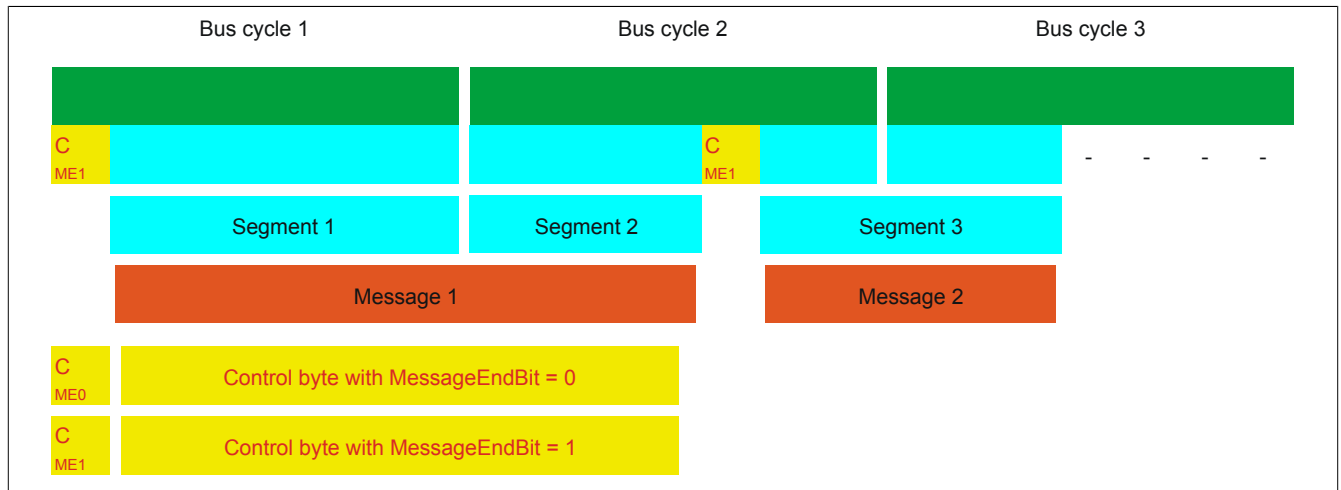 Bus cycle 1 Bus cycle 2 Bus cycle 3
C C
ME1 ME1 - - - -
Segment 1 Segment 2 Segment 3
Message 1 Message 2
C
ME0
Control byte with MessageEndBit = 0
C
ME1
Control byte with MessageEndBit = 1